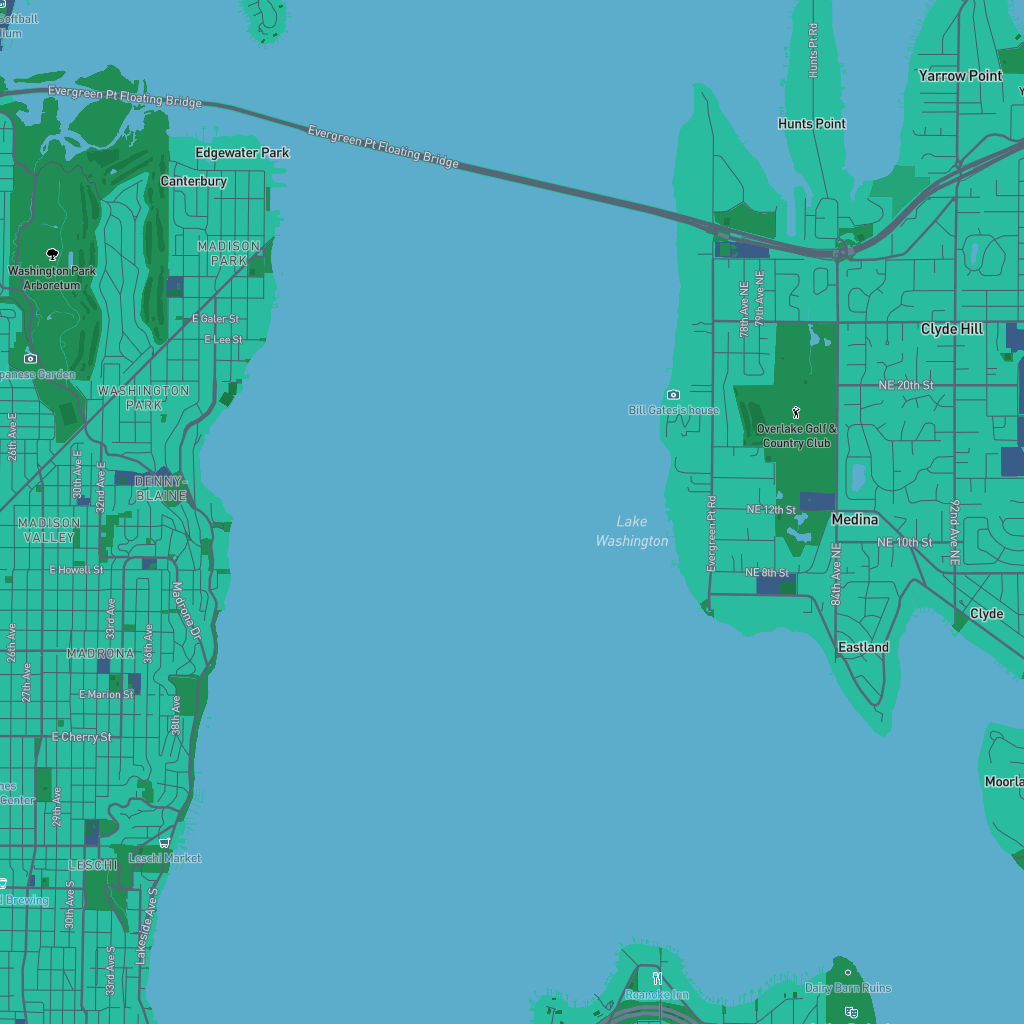 Softball
Hunts Pt Rd
Yarrow Point
Evergreen Pt Floating Bridge
Evergreen Pt Floating Bridge
Hunts Point
Edgewater Park
Canterbury
MADISON
PARK
Washington Park
Arboretum
78th Ave NE
79th Ave NE
E Galer St
E Lee St
Clyde Hill
panese Garden
WASHINGTON
PARK
NE 20th St
Bill Gates's house
Overlake Golf &
Country Club
26th Ave E
30th Ave E
32nd Ave E
DENNY-
BLAINE
MADISON
VALLEY
Lake
Washington
Evergreen Pt Rd
NE 12th St
Medina
92nd Ave NE
NE 10th St
E Howell St
NE 8th St
84th Ave NE
Madrona Dr
33rd Ave
Clyde
26th Ave
36th Ave
MADRONA
Eastland
27th Ave
E Marion St
38th Ave
E Cherry St
Moorla
Center
29th Ave
Leschi Market
LESCHI
Brewing
30th Ave S
Lakeside Ave S
33rd Ave S
Roanoke Inn
Dairy Barn Ruins